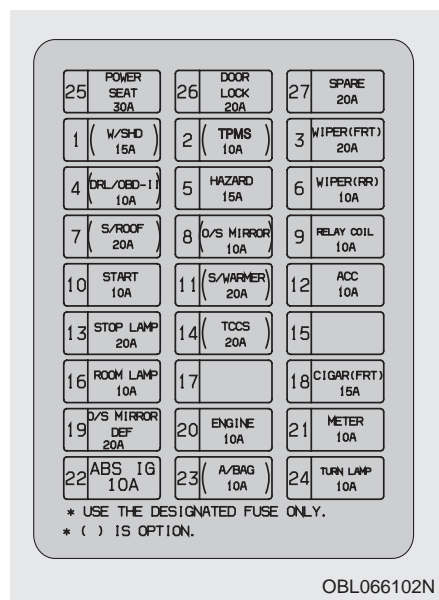 25 POWER SEAT 30A
26 DOOR LOCK 20A
27 SPARE 20A
1 ( W/SHD 15A )
2 ( TPMS 10A )
3 WIPER(FRT) 20A
4 (DRL/OBD-II 10A )
5 HAZARD 15A
6 WIPER(RR) 10A
7 ( S/ROOF 20A )
8 (O/S MIRROR 10A )
9 RELAY COIL 10A
10 START 10A
11 (S/WARMER 20A )
12 ACC 10A
13 STOP LAMP 20A
14 ( TCCS 20A )
15
16 ROOM LAMP 10A
17
18 CIGAR(FRT) 15A
19 O/S MIRROR DEF 20A
20 ENGINE 10A
21 METER 10A
22 ABS IG 10A
23 ( A/BAG 10A )
24 TURN LAMP 10A
* USE THE DESIGNATED FUSE ONLY.
* ( ) IS OPTION.
OBL066102N